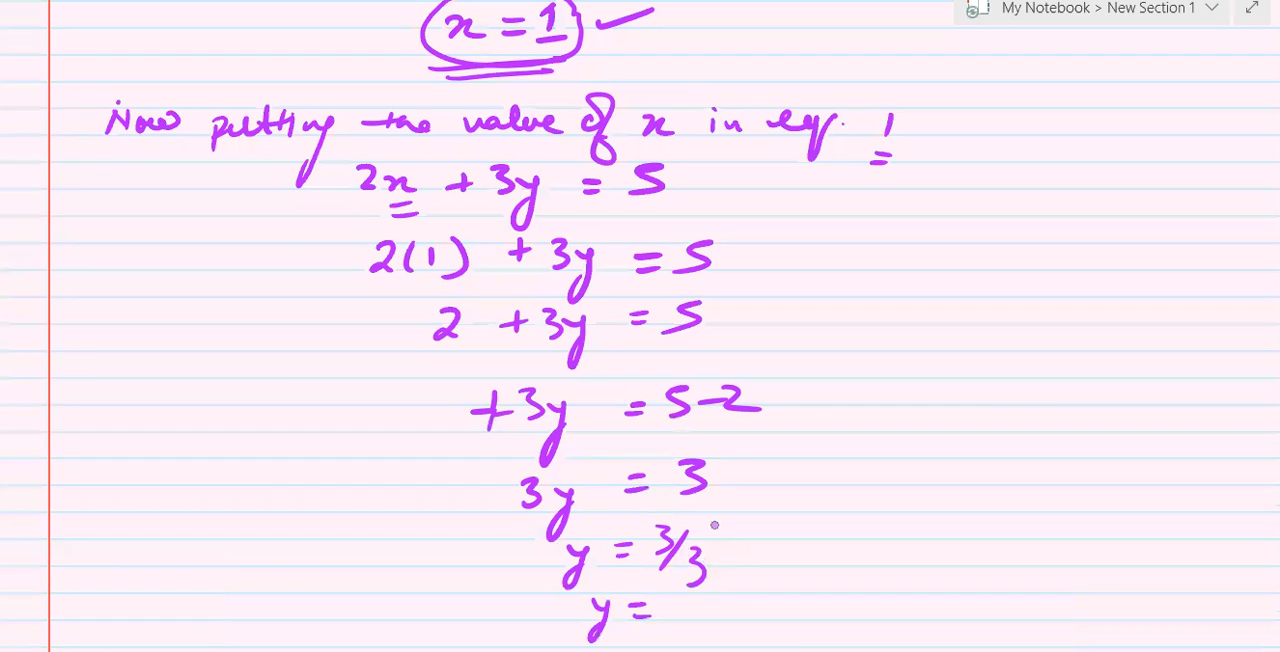 My Notebook > New Section 1
x = 1
Now putting the value of x in eq. 1
2x + 3y = 5
2(1) + 3y = 5
2 + 3y = 5
+3y = 5-2
3y = 3
y = 3/3
y =